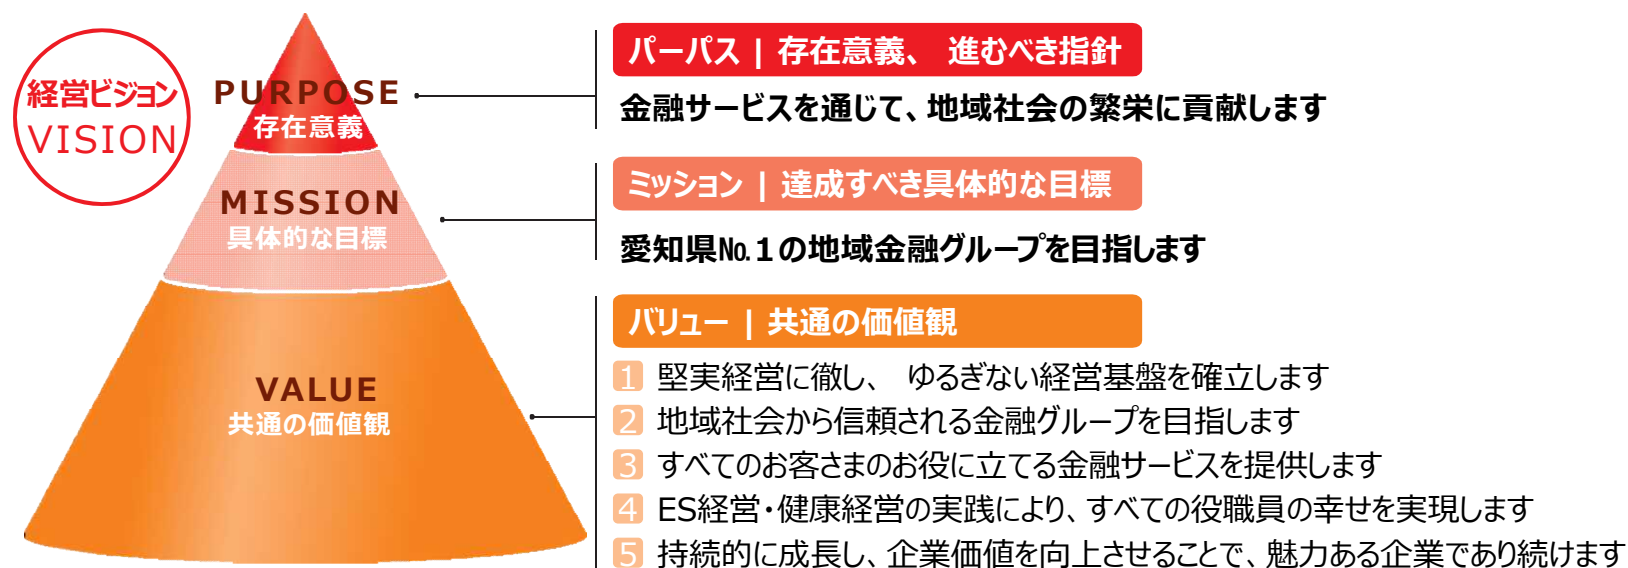 経営ビジョン
VISION
PURPOSE
存在意義
MISSION
具体的な目標
VALUE
共通の価値観
パーパス | 存在意義、 進むべき指針
金融サービスを通じて、地域社会の繁栄に貢献します
ミッション | 達成すべき具体的な目標
愛知県№1の地域金融グループを目指します
バリュー | 共通の価値観
1 堅実経営に徹し、 ゆるぎない経営基盤を確立します
2 地域社会から信頼される金融グループを目指します
3 すべてのお客さまのお役に立てる金融サービスを提供します
4 ES経営・健康経営の実践により、すべての役職員の幸せを実現します
5 持続的に成長し、企業価値を向上させることで、魅力ある企業であり続けます